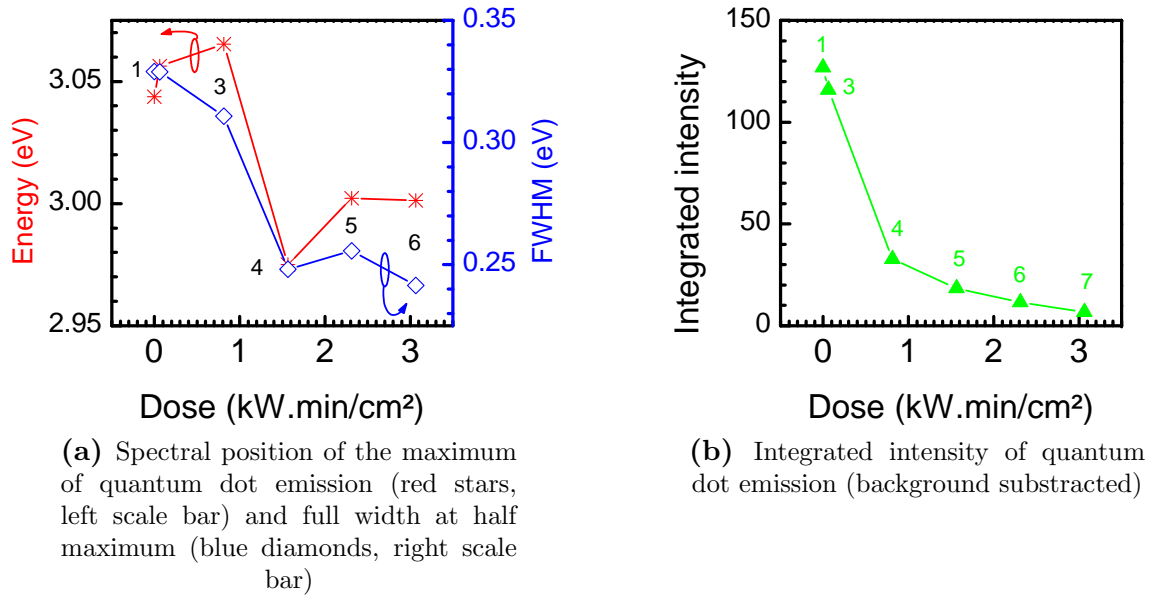 3.05
3.00
2.95
Energy (eV)
0.35
0.30
0.25
FWHM (eV)
1
3
4
5
6
0 1 2 3
Dose (kW.min/cm²)
(a) Spectral position of the maximum
of quantum dot emission (red stars,
left scale bar) and full width at half
maximum (blue diamonds, right scale
bar)
150
100
50
0
Integrated intensity
1
3
4
5
6
7
0 1 2 3
Dose (kW.min/cm²)
(b) Integrated intensity of quantum
dot emission (background substracted)